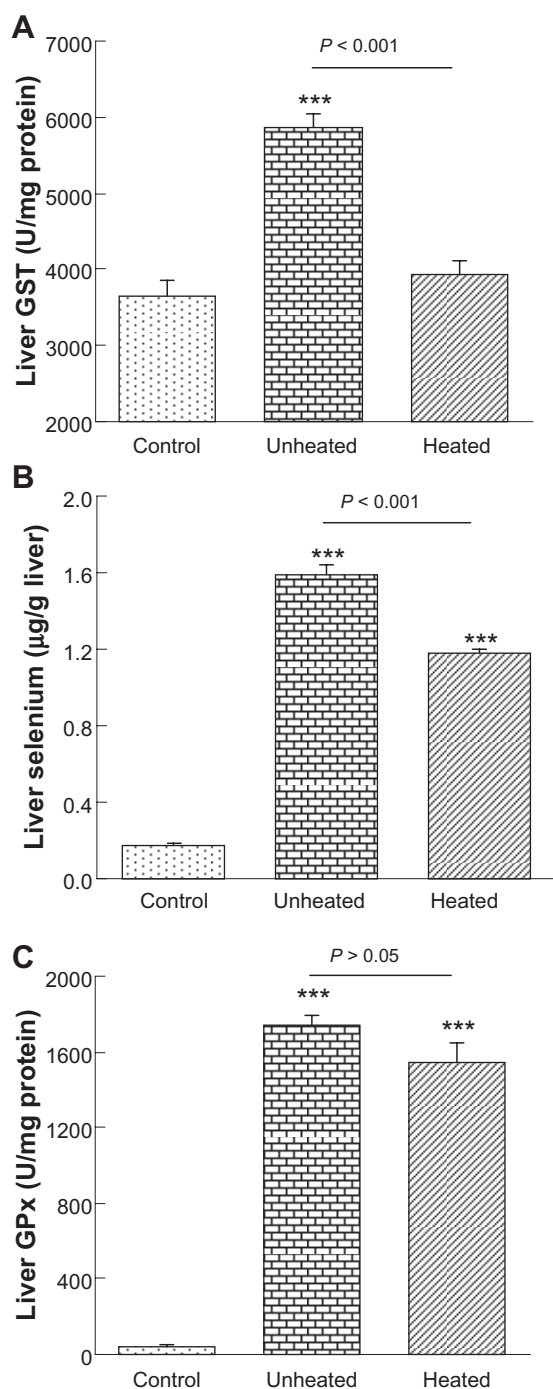 A
Liver GST (U/mg protein)
7000
6000
5000
4000
3000
2000
P < 0.001
***
Control Unheated Heated
B
Liver selenium (μg/g liver)
2.0
1.6
1.2
0.8
0.4
0.0
P < 0.001
***
***
Control Unheated Heated
C
Liver GPx (U/mg protein)
2000
1600
1200
800
400
0
P > 0.05
***
***
Control Unheated Heated